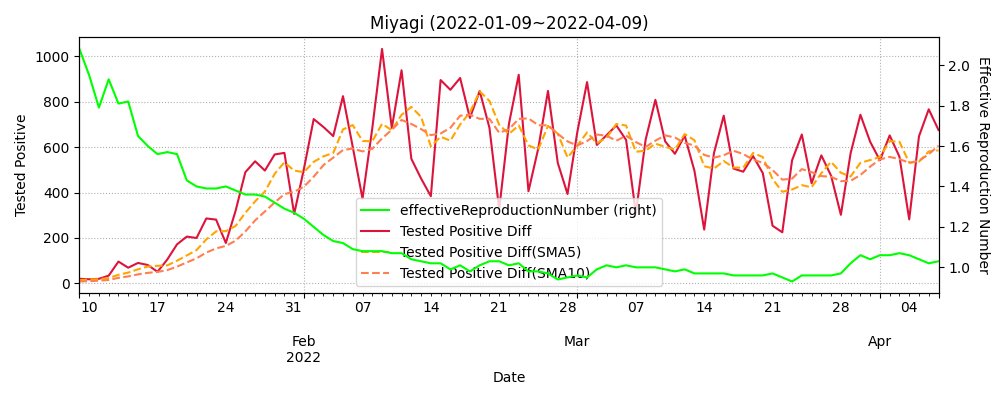 Miyagi (2022-01-09~2022-04-09)
Tested Positive
1000
800
600
400
200
0
Effective Reproduction Number
2.0
1.8
1.6
1.4
1.2
1.0
effectiveReproductionNumber (right)
Tested Positive Diff
Tested Positive Diff(SMA5)
Tested Positive Diff(SMA10)
10 17 24 31 07 14 21 28 07 14 21 28 04
Feb Mar Apr
2022
Date